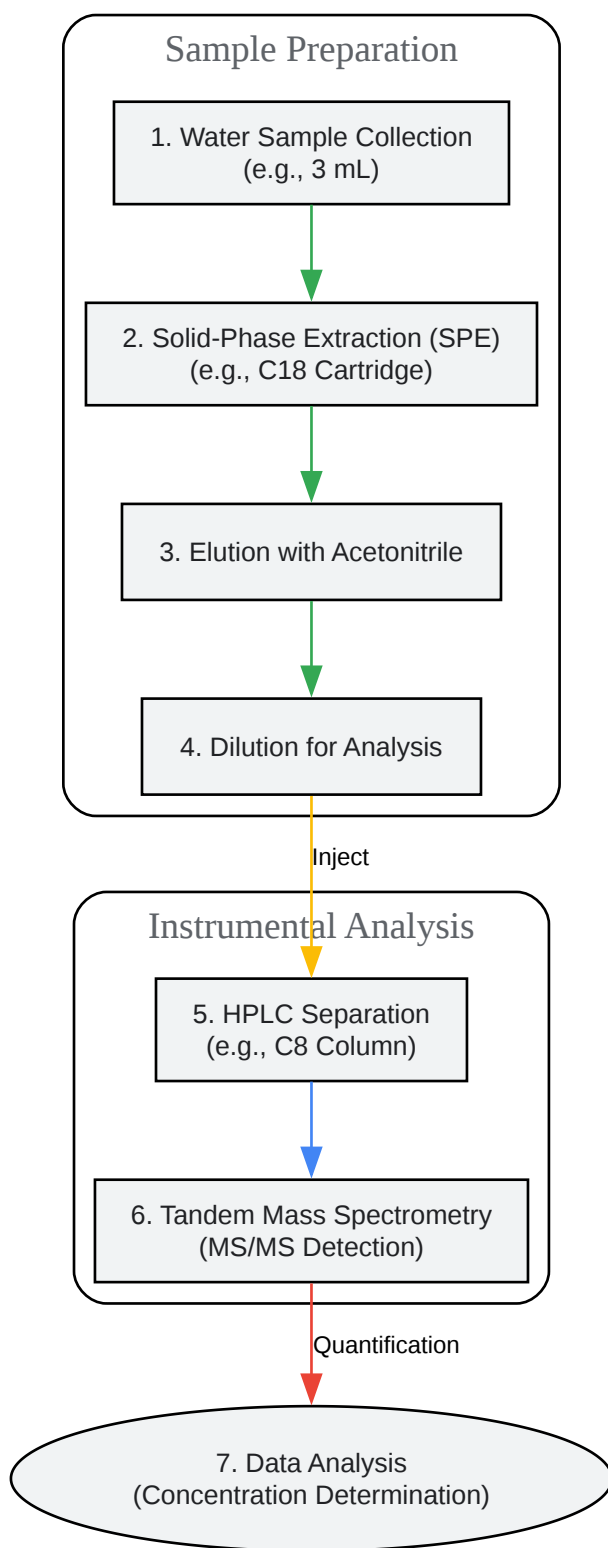 Sample Preparation
1. Water Sample Collection
(e.g., 3 mL)
2. Solid-Phase Extraction (SPE)
(e.g., C18 Cartridge)
3. Elution with Acetonitrile
4. Dilution for Analysis
Inject
Instrumental Analysis
5. HPLC Separation
(e.g., C8 Column)
6. Tandem Mass Spectrometry
(MS/MS Detection)
Quantification
7. Data Analysis
(Concentration Determination)